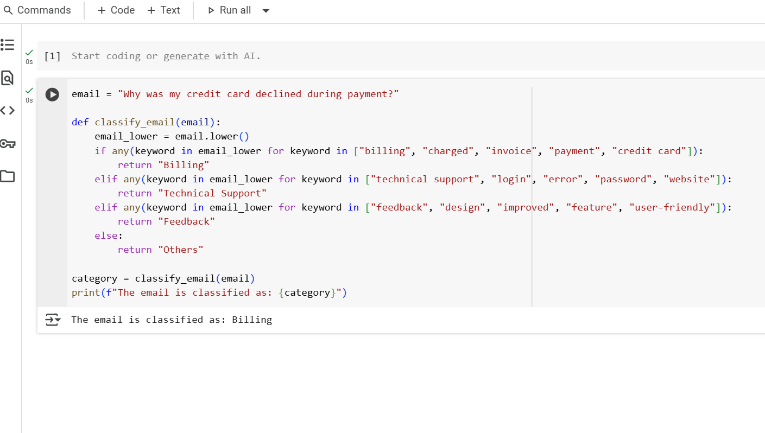 Commands + Code + Text Run all
[1] Start coding or generate with AI.
0s
0s
email = "Why was my credit card declined during payment?"
def classify_email(email):
    email_lower = email.lower()
    if any(keyword in email_lower for keyword in ["billing", "charged", "invoice", "payment", "credit card"]):
        return "Billing"
    elif any(keyword in email_lower for keyword in ["technical support", "login", "error", "password", "website"]):
        return "Technical Support"
    elif any(keyword in email_lower for keyword in ["feedback", "design", "improved", "feature", "user-friendly"]):
        return "Feedback"
    else:
        return "Others"
category = classify_email(email)
print(f"The email is classified as: {category}")
The email is classified as: Billing